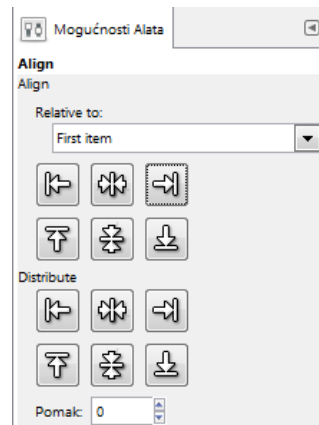 Mogućnosti Alata
Align
Align
Relative to:
First item
Distribute
Pomak: 0